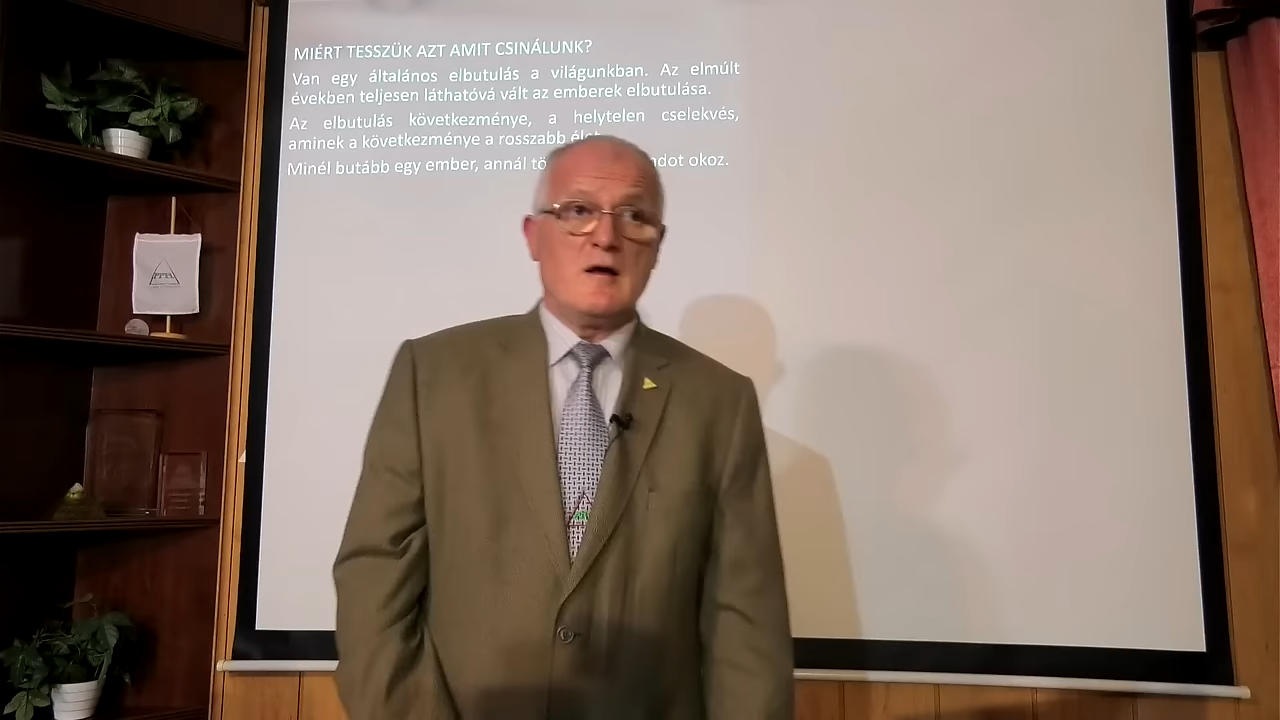 MIÉRT TESSZÜK AZT AMIT CSINÁLUNK?
Van egy általános elbutulás a világunkban. Az elmúlt
években teljesen láthatóvá vált az emberek elbutulása.
Az elbutulás következménye, a helytelen cselekvés,
aminek a következménye a rosszabb
Minél butább egy ember, annál okoz.